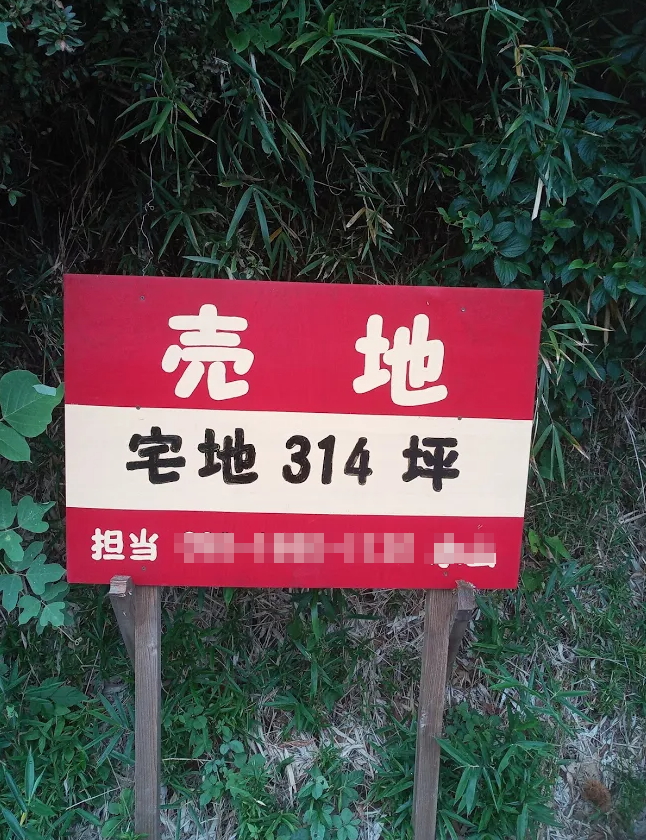 売地
宅地 314 坪
担当